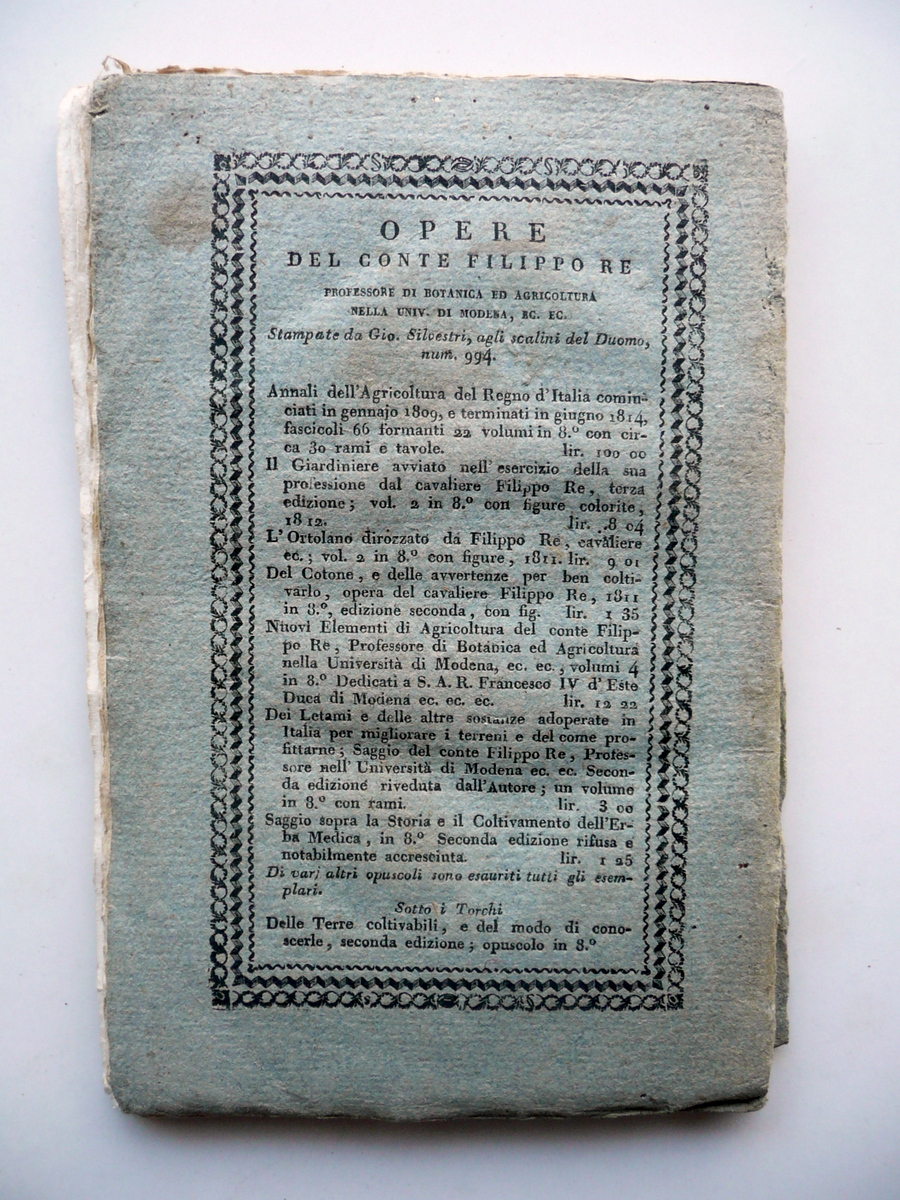 OPERE
DEL CONTE FILIPPO RE
PROFESSORE DI BOTANICA ED AGRICOLTURA
NELLA UNIV. DI MODENA, EC. EC.
Stampate da Gio. Silvestri, agli scalini del Duomo,
num. 994.
Annali dell'Agricoltura del Regno d'Italia comin-
ciati in gennajo 1809, e terminati in giugno 1814,
fascicoli 66 formanti 22 volumi in 8.º con cir-
ca 30 rami e tavole. lir. 100 00
Il Giardiniere avviato nell'esercizio della sua
professione dal cavaliere Filippo Re, terza
edizione; vol. 2 in 8.º con figure colorite,
1812. lir. 8 04
L'Ortolano dirozzato da Filippo Re, cavaliere
ec.; vol. 2 in 8.º con figure, 1811. lir. 9 01
Del Cotone, e delle avvertenze per ben colti-
varlo, opera del cavaliere Filippo Re, 1811
in 8.º, edizione seconda, con fig. lir. 1 35
Nuovi Elementi di Agricoltura del conte Filip-
po Re, Professore di Botanica ed Agricoltura
nella Università di Modena, ec. ec., volumi 4
in 8.º Dedicati a S. A. R. Francesco IV d'Este
Duca di Modena ec. ec. ec. lir. 12 22
Dei Letami e delle altre sostanze adoperate in
Italia per migliorare i terreni e del come pro-
fittarne; Saggio del conte Filippo Re, Profes-
sore nell'Università di Modena ec. ec. Secon-
da edizione riveduta dall'Autore; un volume
in 8.º con rami. lir. 3 00
Saggio sopra la Storia e il Coltivamento dell'Er-
ba Medica, in 8.º Seconda edizione rifusa e
notabilmente accresciuta. lir. 1 25
Di varj altri opuscoli sono esauriti tutti gli esem-
plari.
Sotto i Torchi
Delle Terre coltivabili, e del modo di cono-
scerle, seconda edizione; opuscolo in 8.º